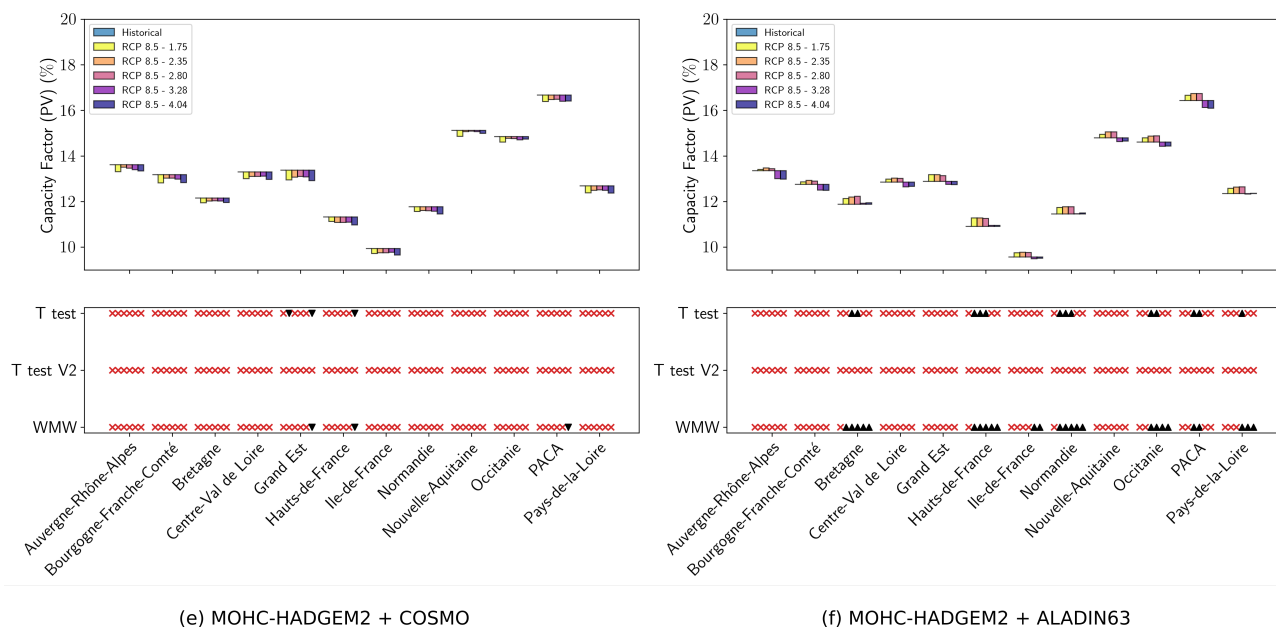 20
18
16
14
12
10
Capacity Factor (PV) (%)
Historical
RCP 8.5 - 1.75
RCP 8.5 - 2.35
RCP 8.5 - 2.80
RCP 8.5 - 3.28
RCP 8.5 - 4.04
T test
T test V2
WMW
Auvergne-Rhône-Alpes
Bourgogne-Franche-Comté
Bretagne
Centre-Val de Loire
Grand Est
Hauts-de-France
Ile-de-France
Normandie
Nouvelle-Aquitaine
Occitanie
PACA
Pays-de-la-Loire
(e) MOHC-HADGEM2 + COSMO
20
18
16
14
12
10
Capacity Factor (PV) (%)
Historical
RCP 8.5 - 1.75
RCP 8.5 - 2.35
RCP 8.5 - 2.80
RCP 8.5 - 3.28
RCP 8.5 - 4.04
T test
T test V2
WMW
Auvergne-Rhône-Alpes
Bourgogne-Franche-Comté
Bretagne
Centre-Val de Loire
Grand Est
Hauts-de-France
Ile-de-France
Normandie
Nouvelle-Aquitaine
Occitanie
PACA
Pays-de-la-Loire
(f) MOHC-HADGEM2 + ALADIN63